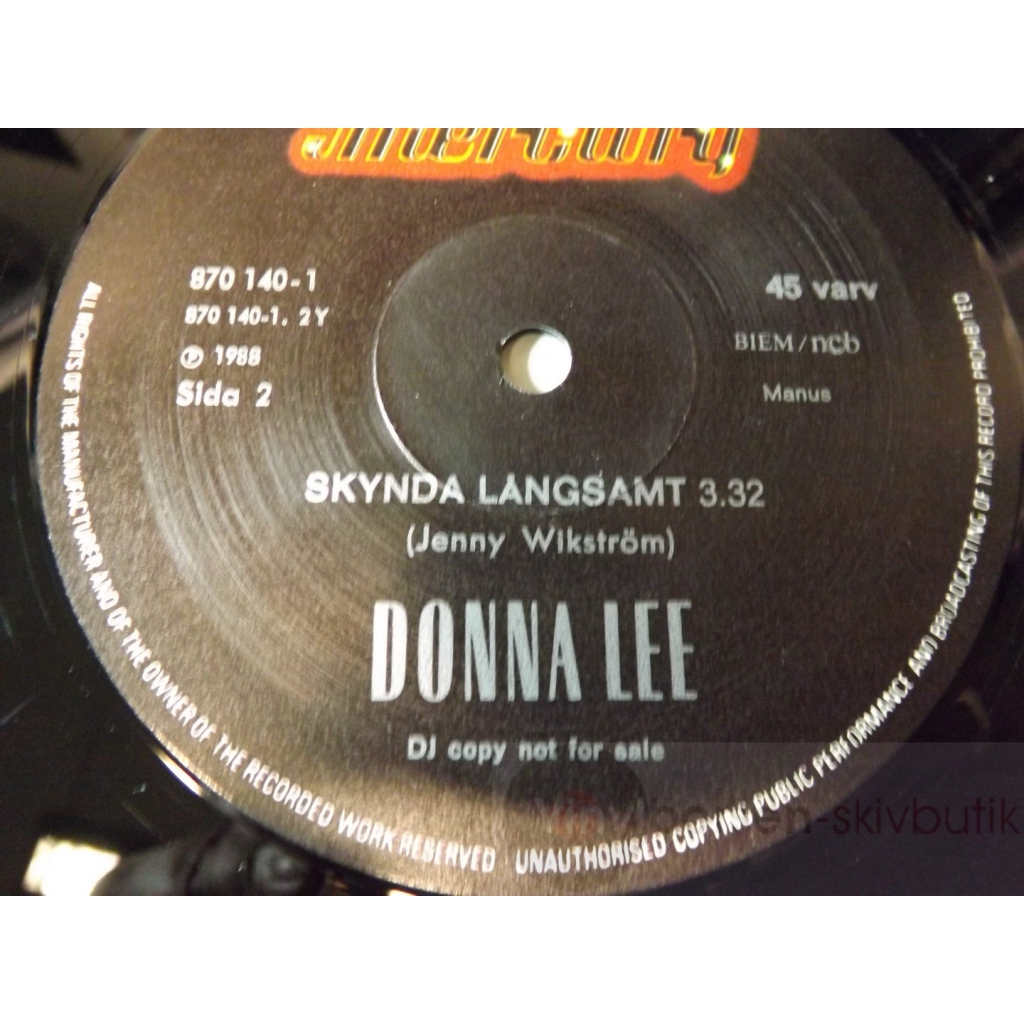 mercury
870 140-1
870 140-1. 2Y
℗ 1988
Sida 2
45 varv
BIEM/ncb
Manus
SKYNDA LÅNGSAMT 3.32
(Jenny Wikström)
DONNA LEE
DJ copy not for sale
ALL RIGHTS OF THE MANUFACTURER AND OF THE OWNER OF THE RECORDED WORK RESERVED
UNAUTHORISED COPYING PUBLIC PERFORMANCE AND BROADCASTING OF THIS RECORD PROHIBITED